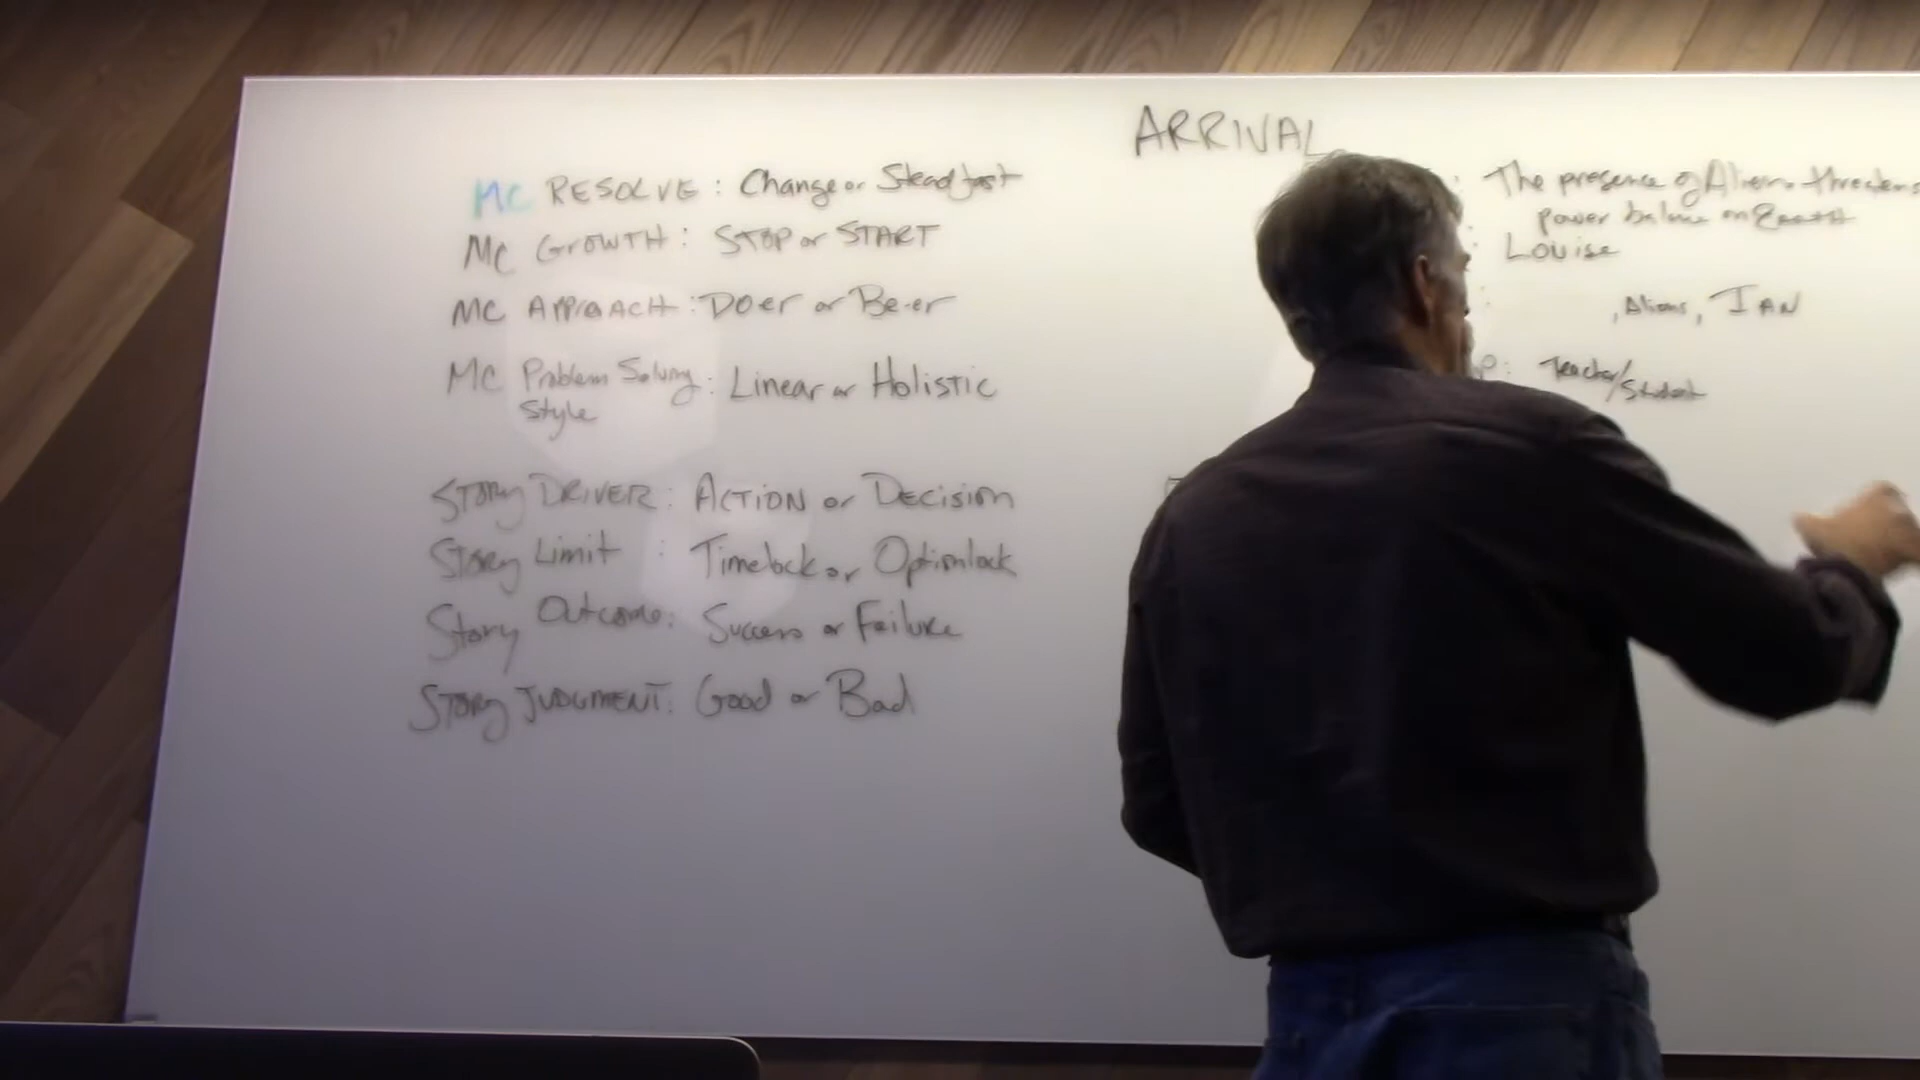 ARRIVAL
MC RESOLVE: Change or Steadfast
MC GROWTH: STOP or START
MC APPROACH: DOer or Be-er
MC Problem Solving: Linear or Holistic
Style
STORY DRIVER: ACTION or DECISION
Story Limit : Timelock or Optionlock
Story Outcome: Success or Failure
STORY JUDGMENT: Good or Bad
: The presence of Aliens threatens
power balance on Earth
: Louise
: , Aliens, IAN
P: Teacher/
Student